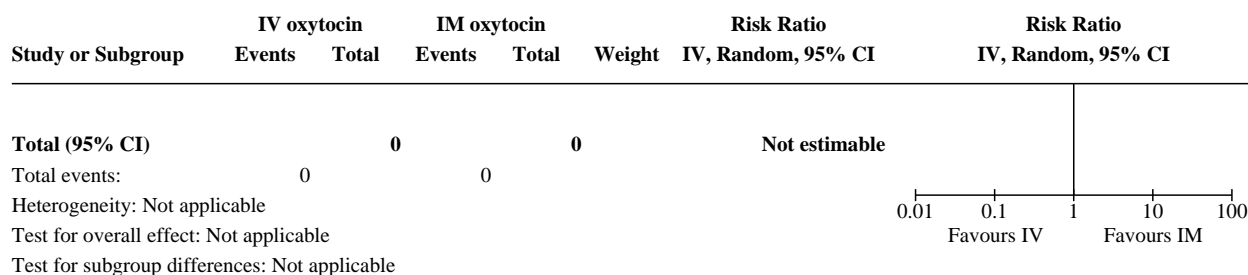 IV oxytocin IM oxytocin Risk Ratio Risk Ratio
Study or Subgroup Events Total Events Total Weight IV, Random, 95% CI IV, Random, 95% CI
Total (95% CI) 0 0 Not estimable
Total events: 0 0
Heterogeneity: Not applicable
0.01 0.1 1 10 100
Test for overall effect: Not applicable Favours IV Favours IM
Test for subgroup differences: Not applicable